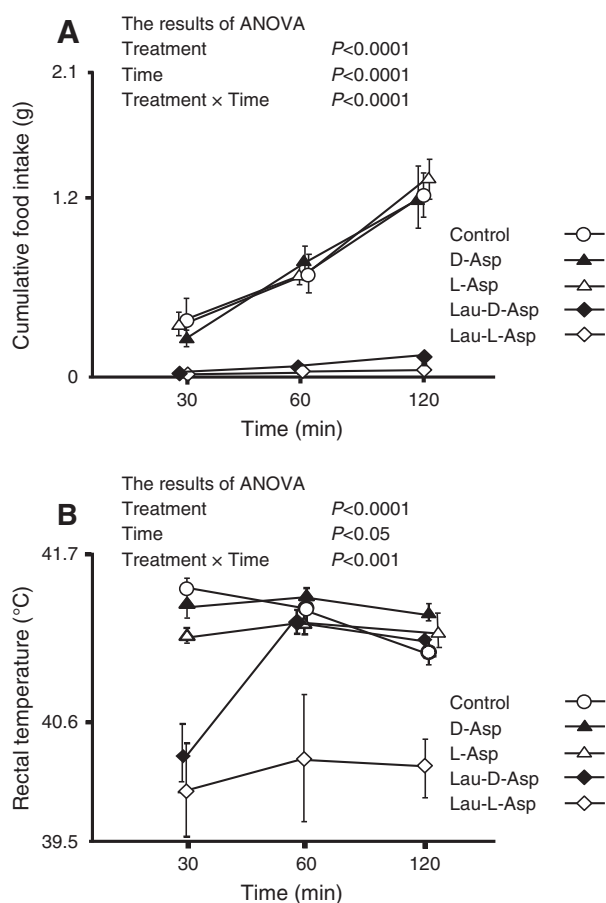 A
The results of ANOVA
Treatment P<0.0001
Time P<0.0001
Treatment × Time P<0.0001
Cumulative food intake (g)
2.1
1.2
0
Control
D-Asp
L-Asp
Lau-D-Asp
Lau-L-Asp
30 60 120
Time (min)
B
The results of ANOVA
Treatment P<0.0001
Time P<0.05
Treatment × Time P<0.001
Rectal temperature (°C)
41.7
40.6
39.5
Control
D-Asp
L-Asp
Lau-D-Asp
Lau-L-Asp
30 60 120
Time (min)